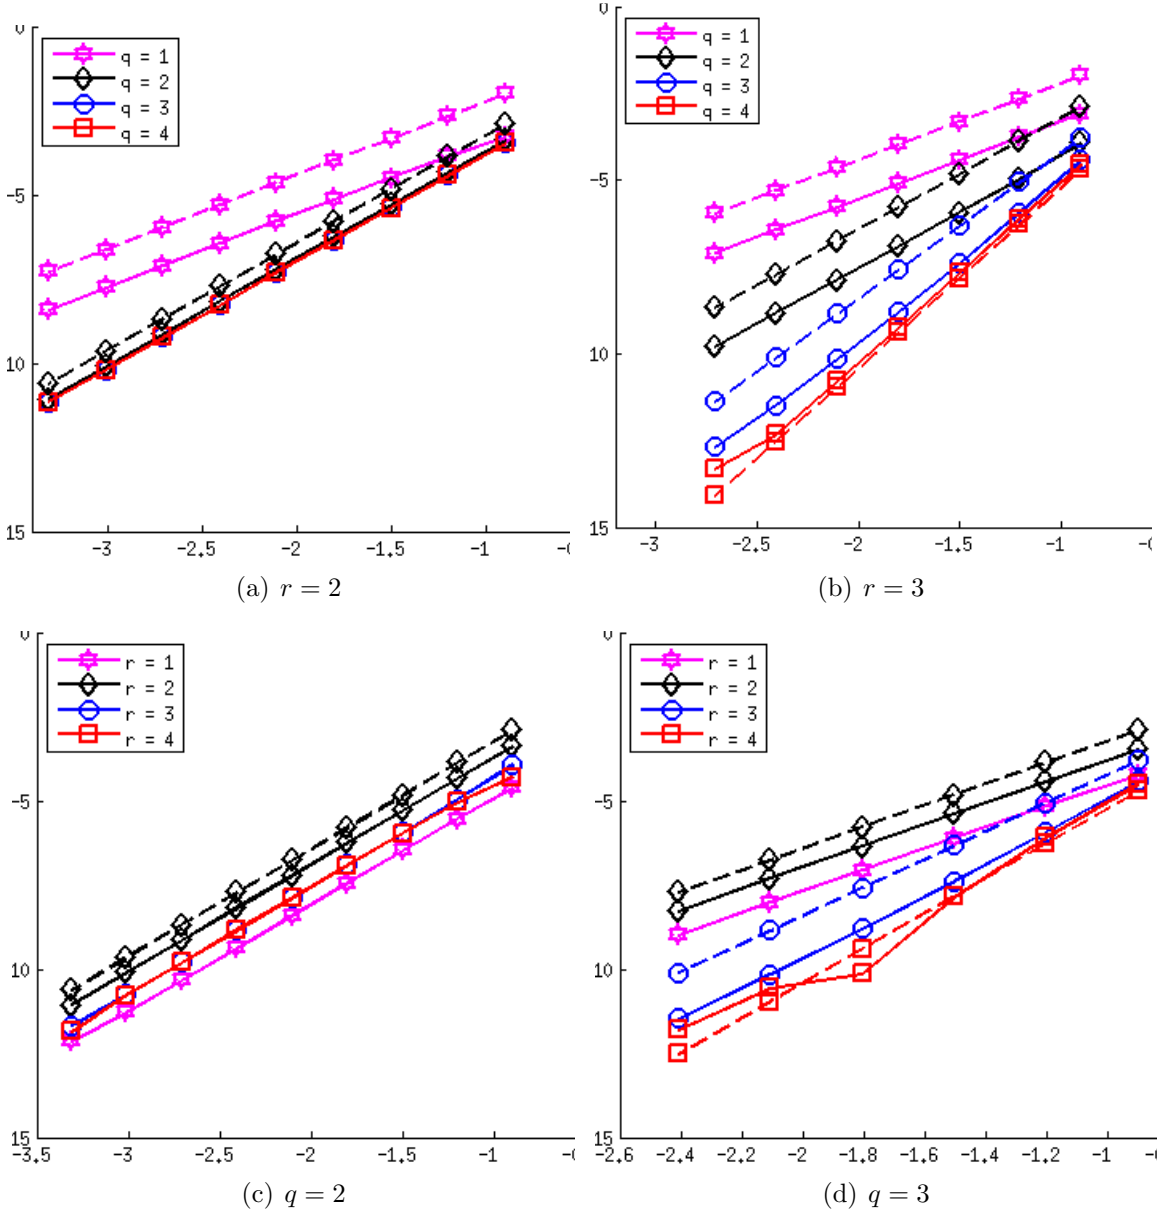 0
q = 1
q = 2
q = 3
q = 4
-5
10
15
-3
-2.5
-2
-1.5
-1
(a) r = 2
0
q = 1
q = 2
q = 3
q = 4
-5
10
15
-3
-2.5
-2
-1.5
-1
(b) r = 3
r = 1
r = 2
r = 3
r = 4
-5
10
15
-3.5
-3
-2.5
-2
-1.5
-1
(c) q = 2
r = 1
r = 2
r = 3
r = 4
-5
10
15
-2.6
-2.4
-2.2
-2
-1.8
-1.6
-1.4
-1.2
-1
(d) q = 3